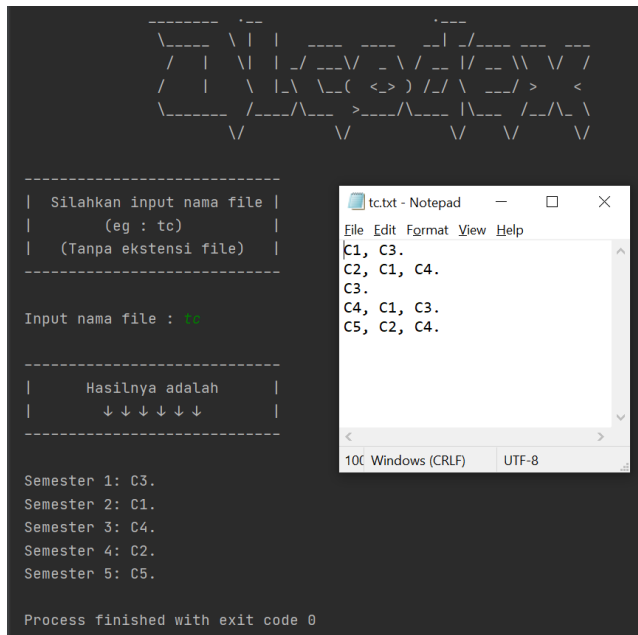 Silahkan input nama file
(eg : tc)
(Tanpa ekstensi file)
Input nama file : tc
Hasilnya adalah
↓ ↓ ↓ ↓ ↓ ↓
Semester 1: C3.
Semester 2: C1.
Semester 3: C4.
Semester 4: C2.
Semester 5: C5.
Process finished with exit code 0
tc.txt - Notepad
File Edit Format View Help
C1, C3.
C2, C1, C4.
C3.
C4, C1, C3.
C5, C2, C4.
Windows (CRLF) UTF-8